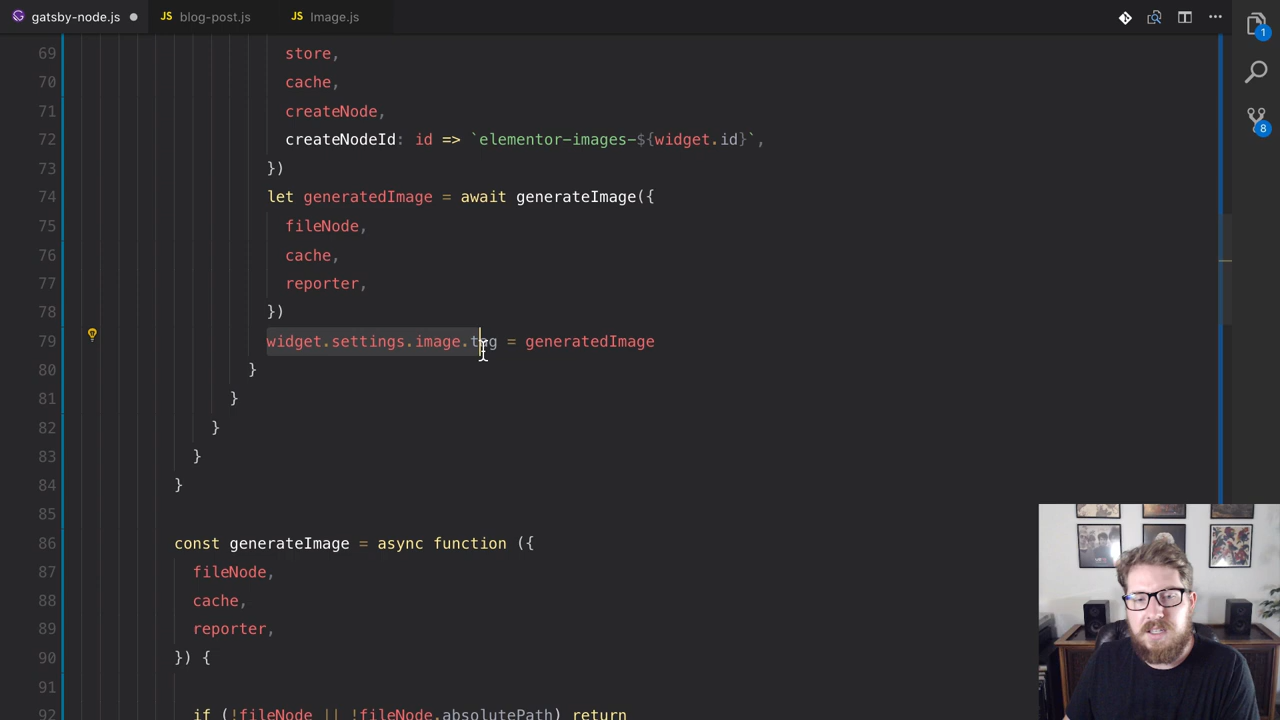 gatsby-node.js
JS blog-post.js
JS Image.js
1
8
69 store,
70 cache,
71 createNode,
72 createNodeId: id => `elementor-images-${widget.id}`,
73 })
74 let generatedImage = await generateImage({
75 fileNode,
76 cache,
77 reporter,
78 })
79 widget.settings.image.tag = generatedImage
80 }
81 }
82 }
83 }
84 }
85
86 const generateImage = async function ({
87 fileNode,
88 cache,
89 reporter,
90 }) {
91
92 if (!fileNode || !fileNode.absolutePath) return